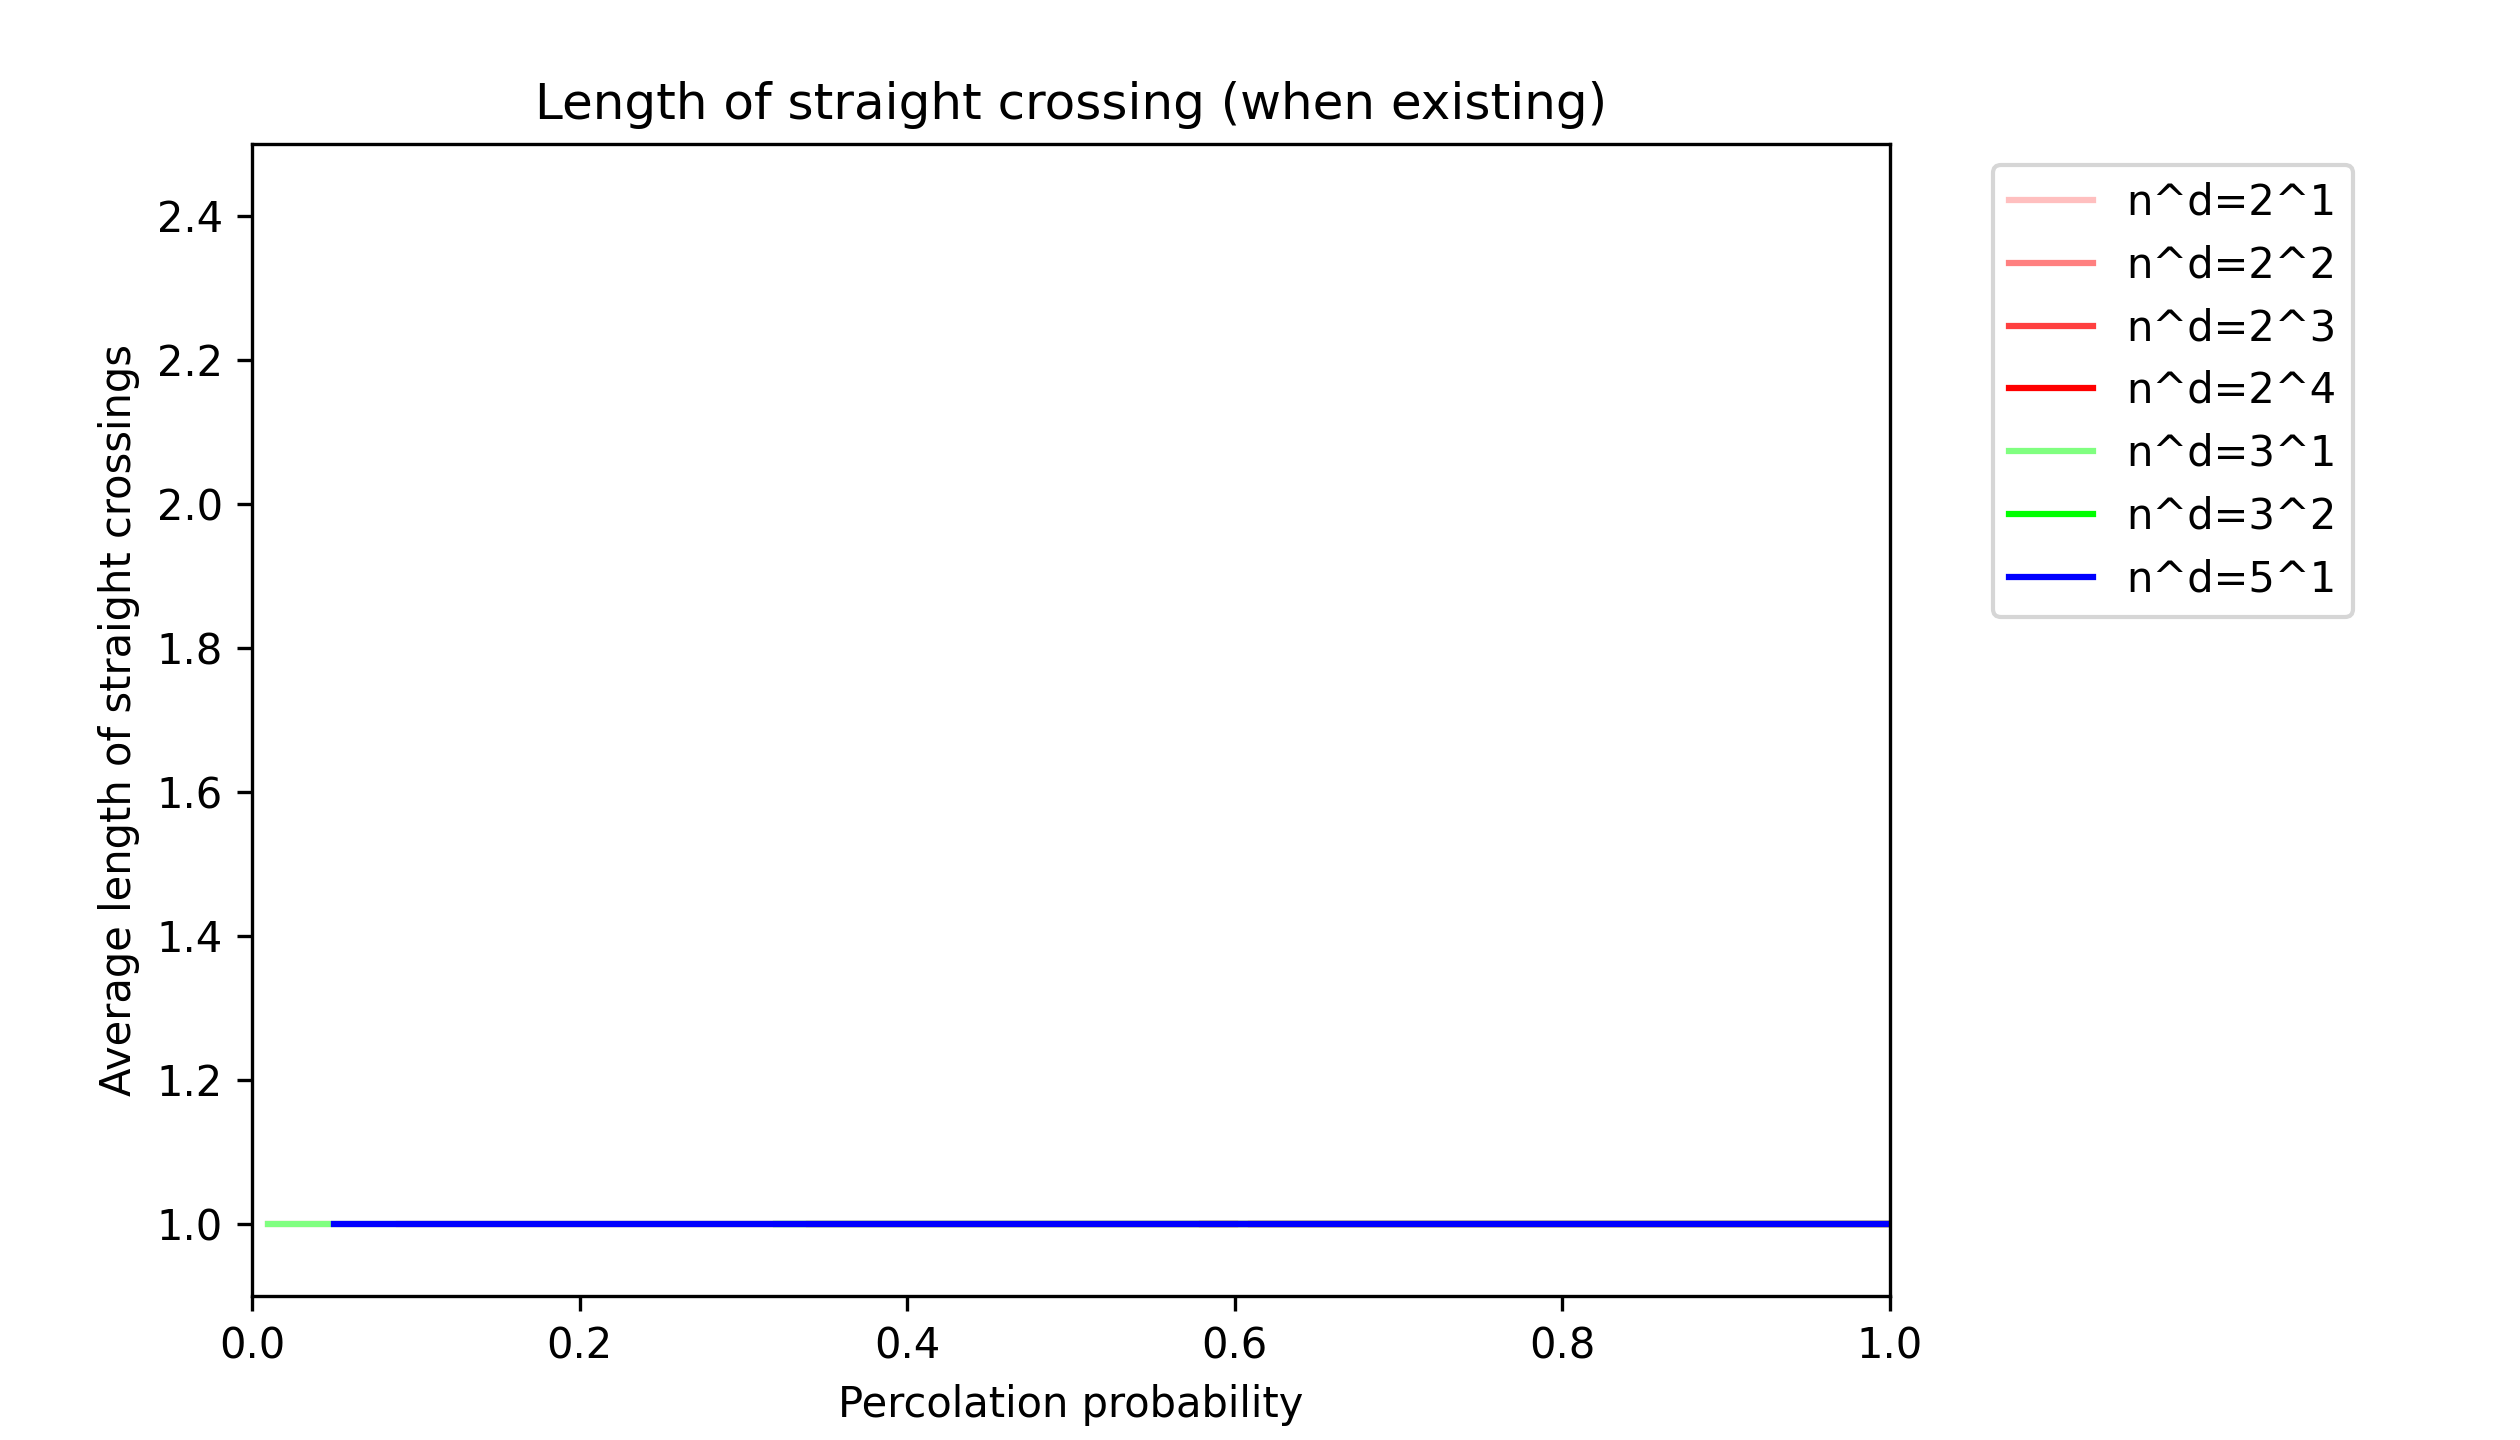 Length of straight crossing (when existing)
Average length of straight crossings
2.4
2.2
2.0
1.8
1.6
1.4
1.2
1.0
0.0
0.2
0.4
0.6
0.8
1.0
Percolation probability
n^d=2^1
n^d=2^2
n^d=2^3
n^d=2^4
n^d=3^1
n^d=3^2
n^d=5^1